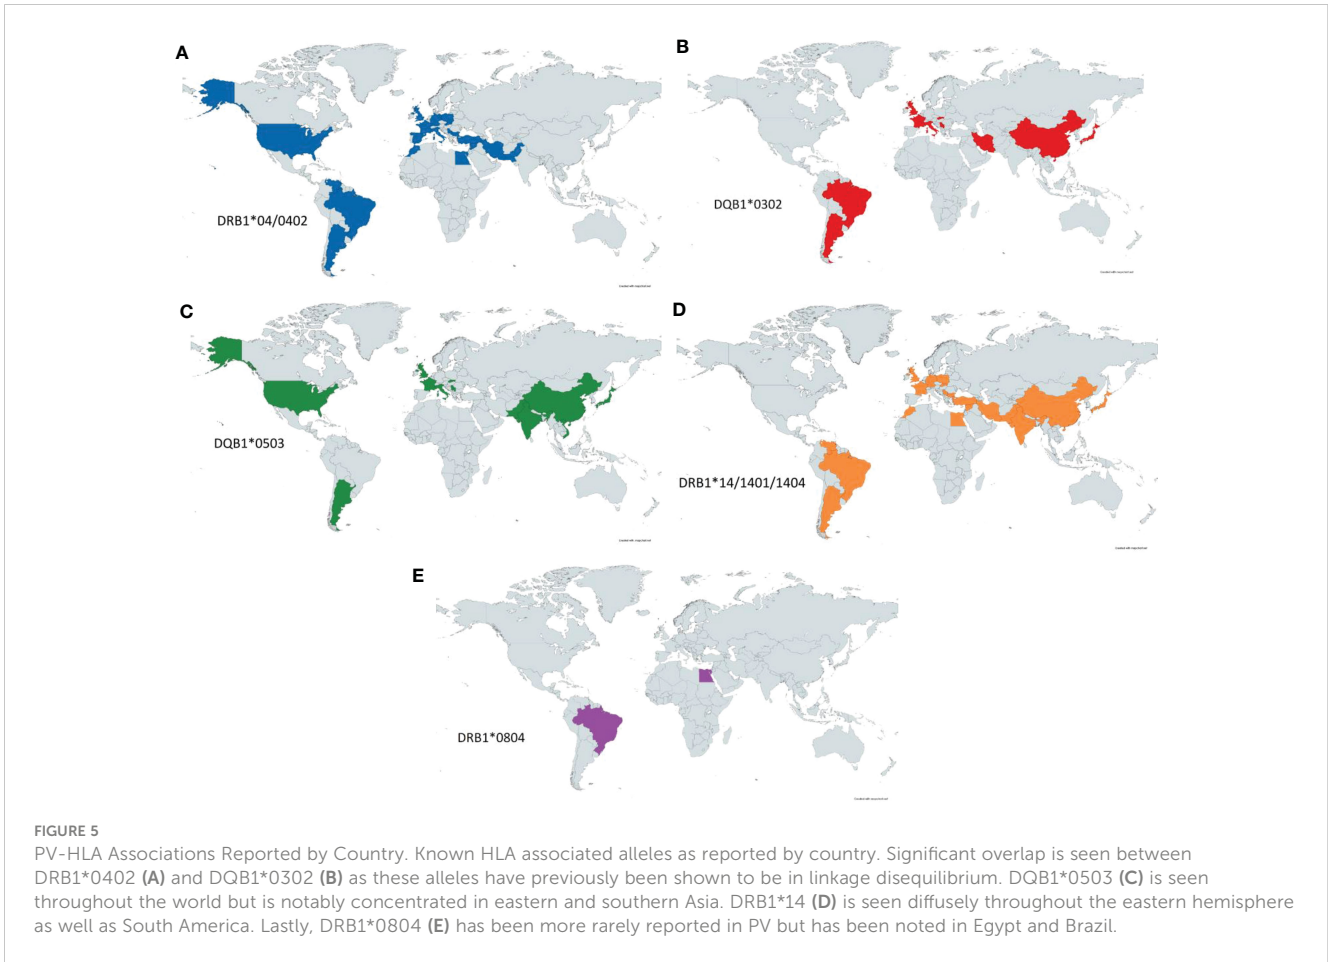 A
B
DRB1*04/0402
DQB1*0302
C
D
DQB1*0503
DRB1*14/1401/1404
E
DRB1*0804
FIGURE 5
PV-HLA Associations Reported by Country. Known HLA associated alleles as reported by country. Significant overlap is seen between
DRB1*0402 (A) and DQB1*0302 (B) as these alleles have previously been shown to be in linkage disequilibrium. DQB1*0503 (C) is seen
throughout the world but is notably concentrated in eastern and southern Asia. DRB1*14 (D) is seen diffusely throughout the eastern hemisphere
as well as South America. Lastly, DRB1*0804 (E) has been more rarely reported in PV but has been noted in Egypt and Brazil.